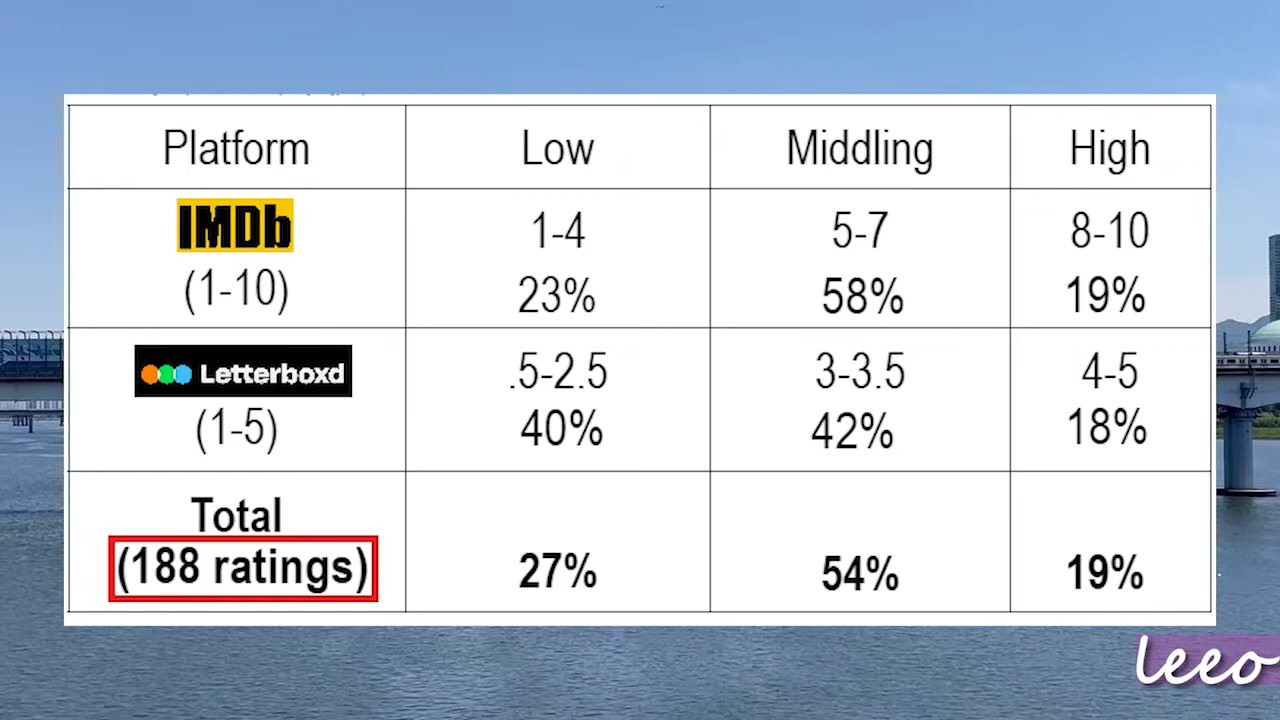 Platform Low Middling High
IMDb 1-4 5-7 8-10
(1-10) 23% 58% 19%
Letterboxd .5-2.5 3-3.5 4-5
(1-5) 40% 42% 18%
Total
(188 ratings) 27% 54% 19%
leeo